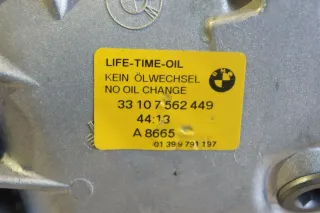 LIFE-TIME-OIL
KEIN ÖLWECHSEL
NO OIL CHANGE
33 10 7 562 449
44:13
A 8665
01 39 9 791 197